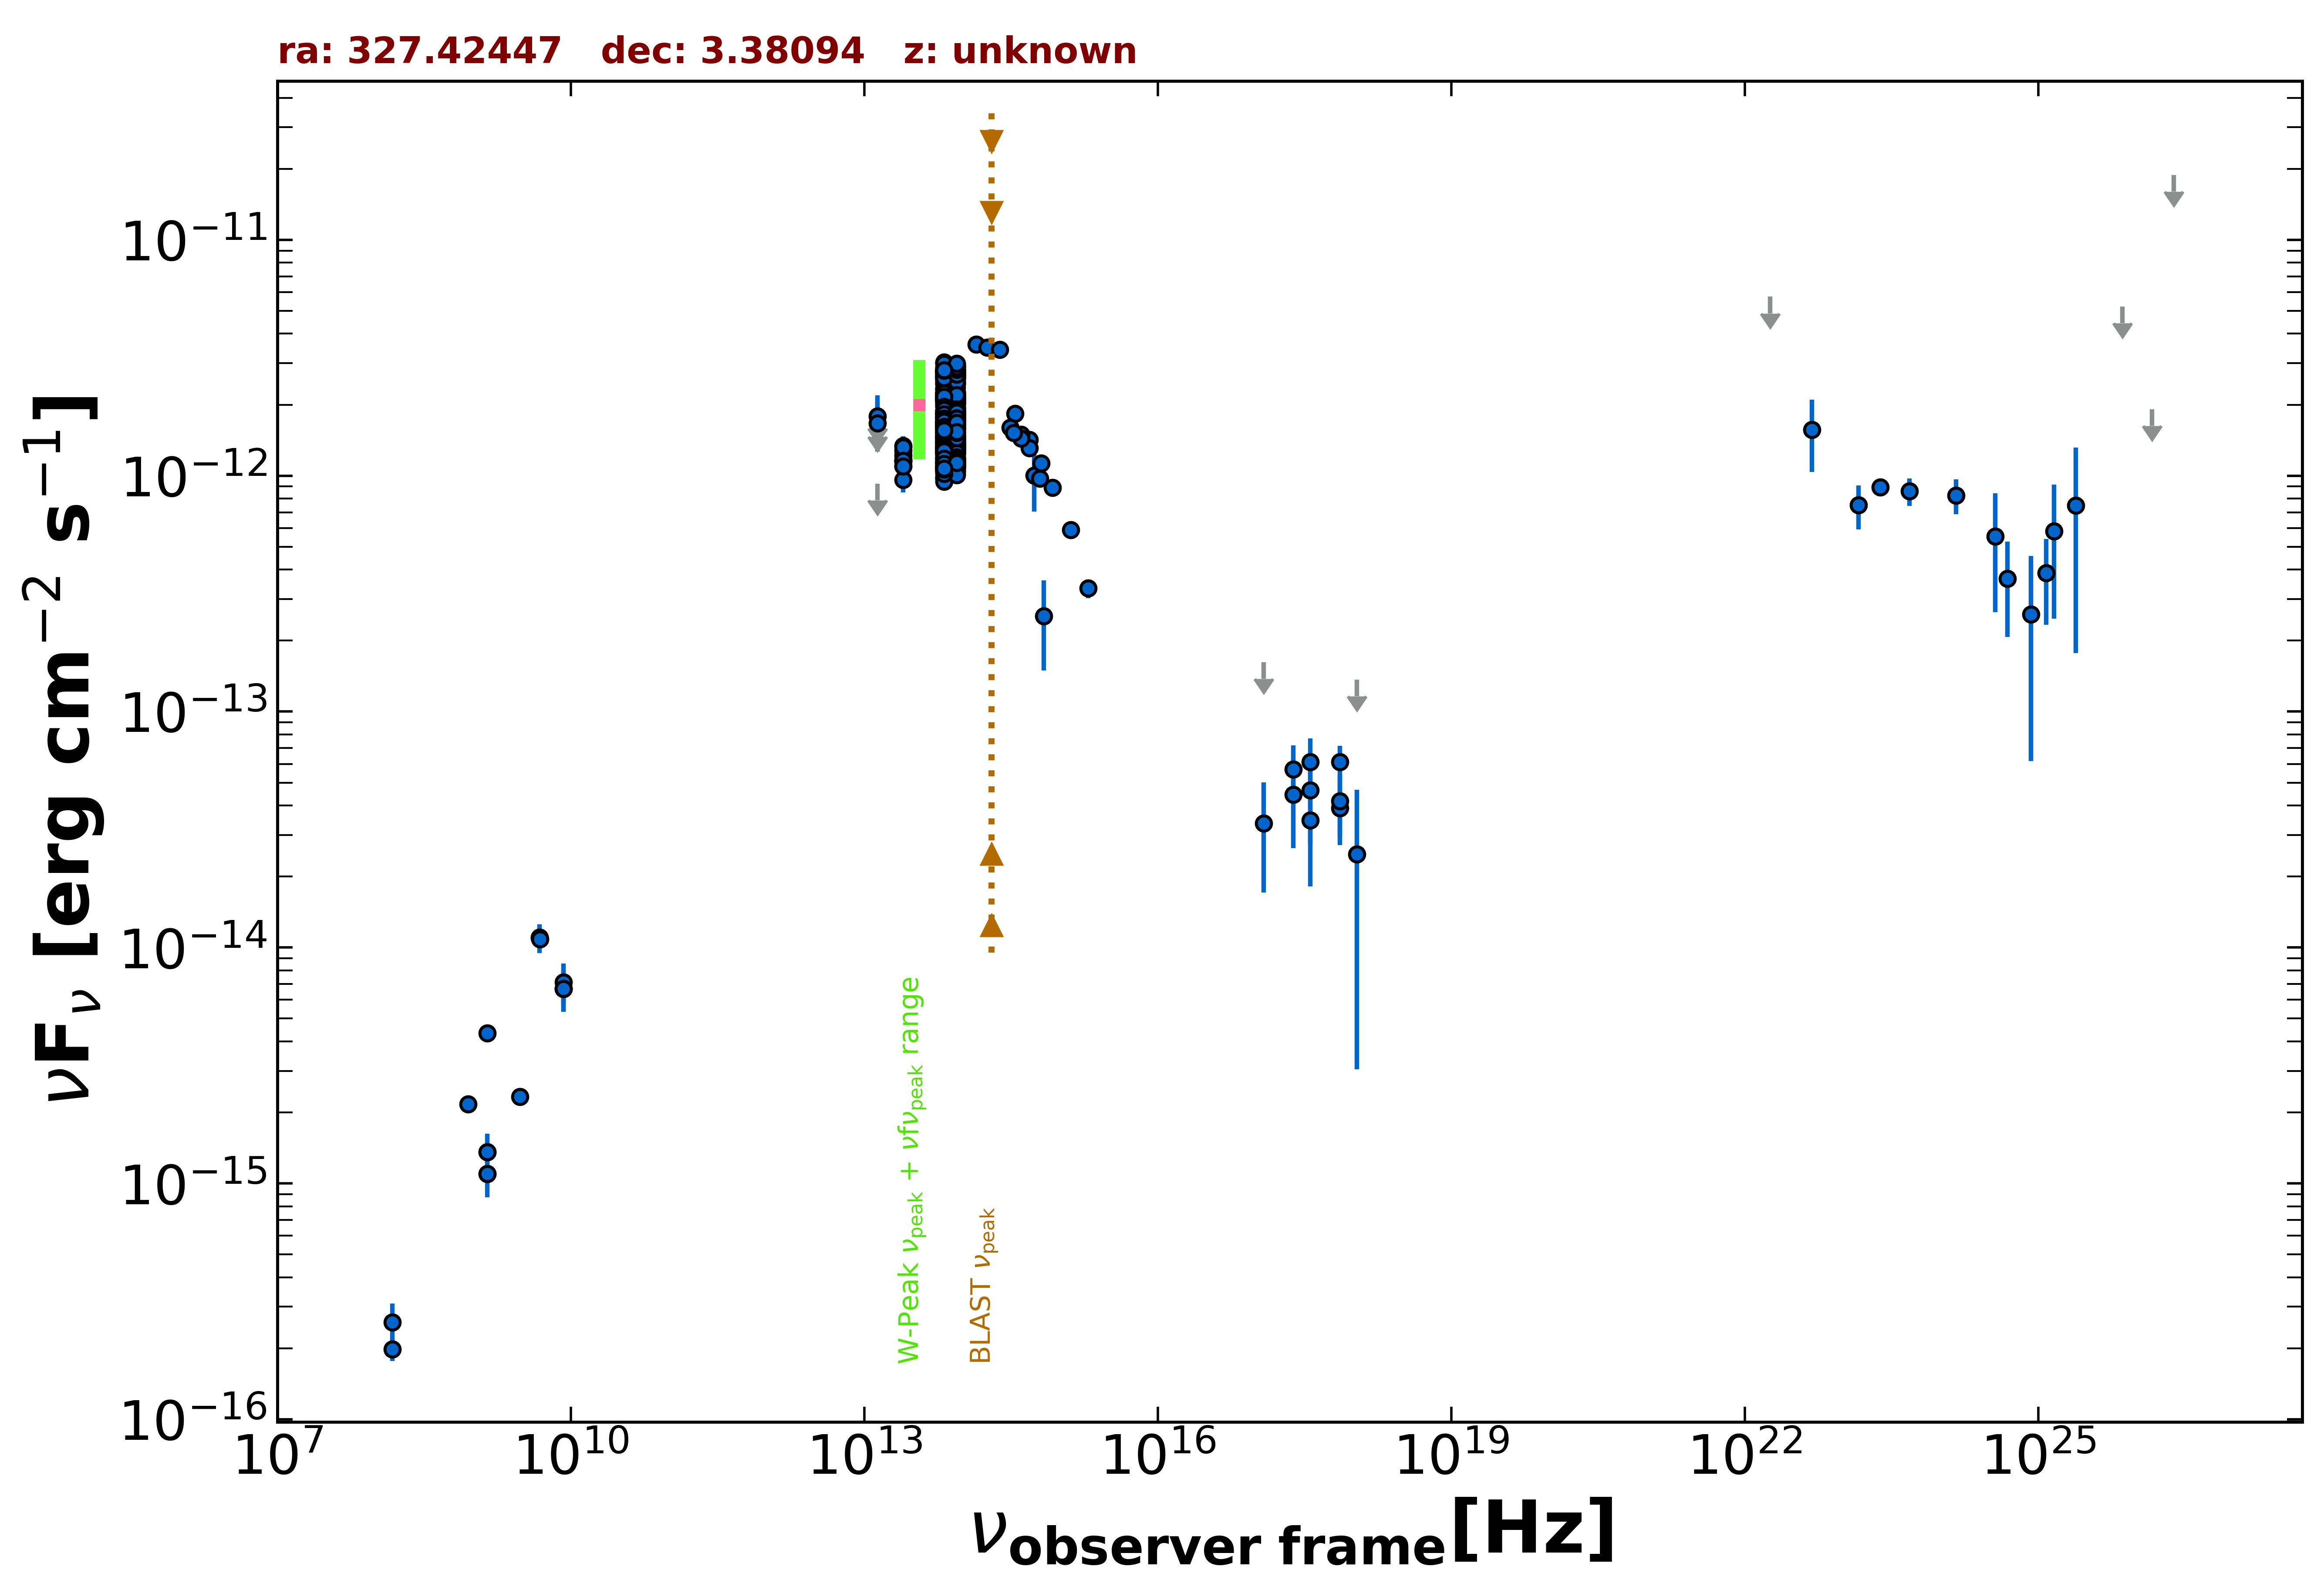 ra: 327.42447   dec: 3.38094   z: unknown
νF_ν [erg cm⁻² s⁻¹]
10⁻¹¹
10⁻¹²
10⁻¹³
10⁻¹⁴
10⁻¹⁵
10⁻¹⁶
W-Peak ν_peak + νfν_peak range
BLAST ν_peak
10⁷ 10¹⁰ 10¹³ 10¹⁶ 10¹⁹ 10²² 10²⁵
ν_observer frame [Hz]